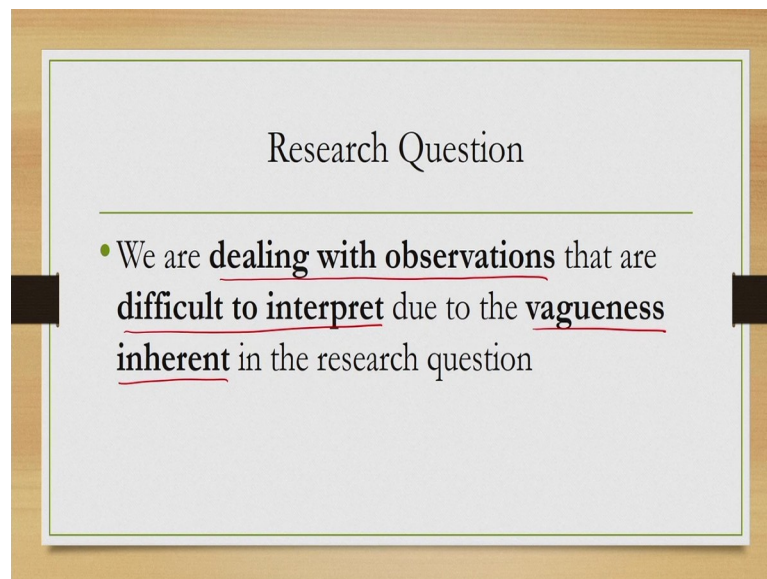 Research Question
• We are dealing with observations that are
difficult to interpret due to the vagueness
inherent in the research question